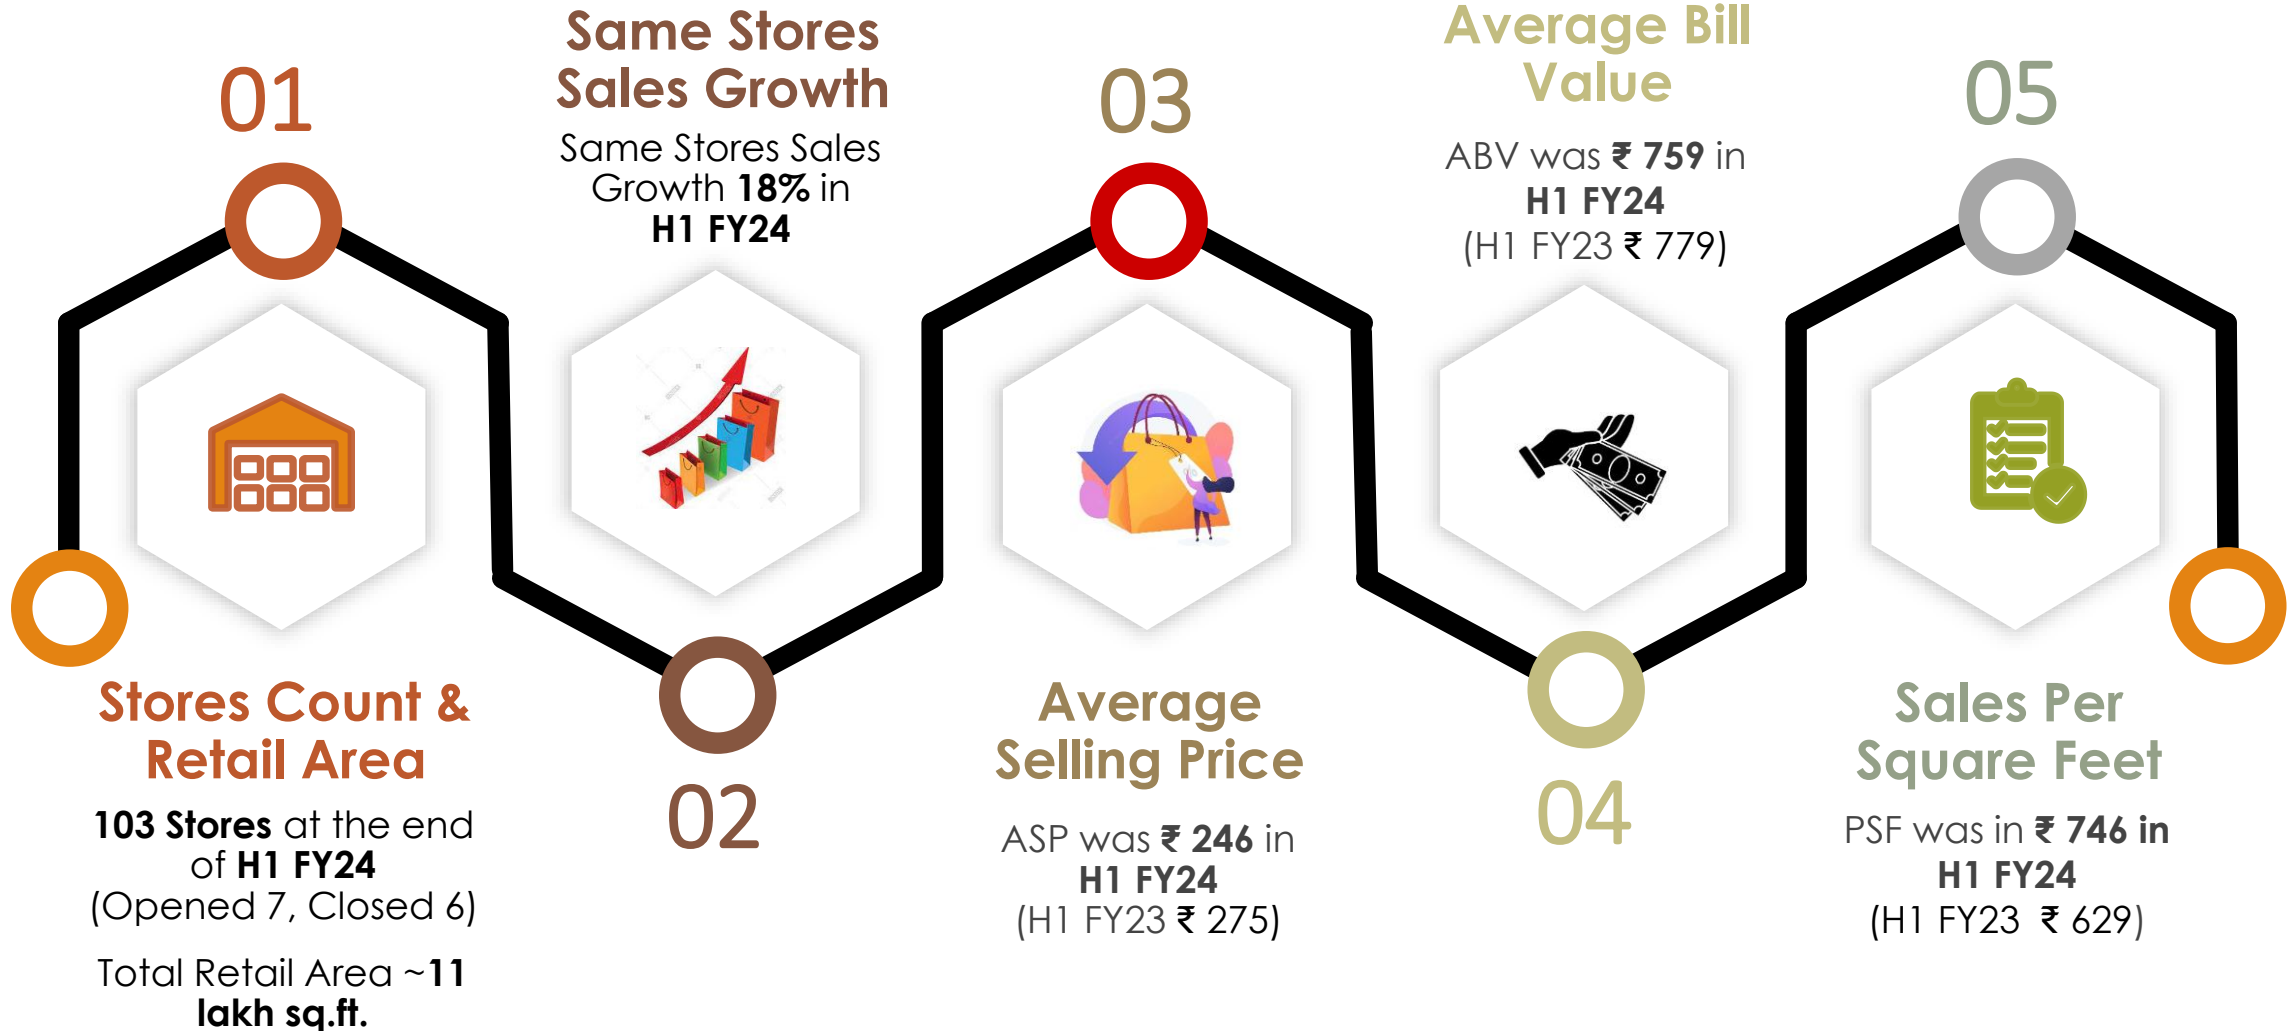 01
Stores Count &
Retail Area
103 Stores at the end
of H1 FY24
(Opened 7, Closed 6)
Total Retail Area ~11
lakh sq.ft.
Same Stores
Sales Growth
Same Stores Sales
Growth 18% in
H1 FY24
02
03
Average
Selling Price
ASP was ₹ 246 in
H1 FY24
(H1 FY23 ₹ 275)
Average Bill
Value
ABV was ₹ 759 in
H1 FY24
(H1 FY23 ₹ 779)
04
05
Sales Per
Square Feet
PSF was in ₹ 746 in
H1 FY24
(H1 FY23 ₹ 629)